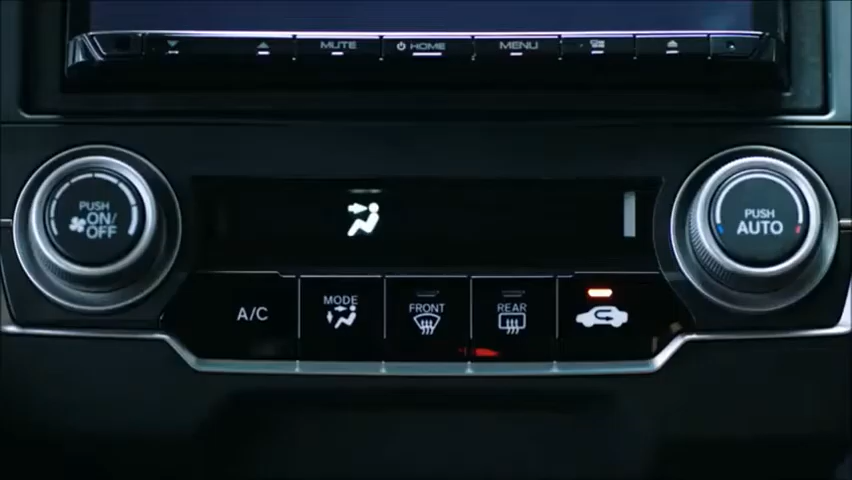 MUTE
HOME
MENU
PUSH
ON/
OFF
PUSH
AUTO
A/C
MODE
FRONT
REAR